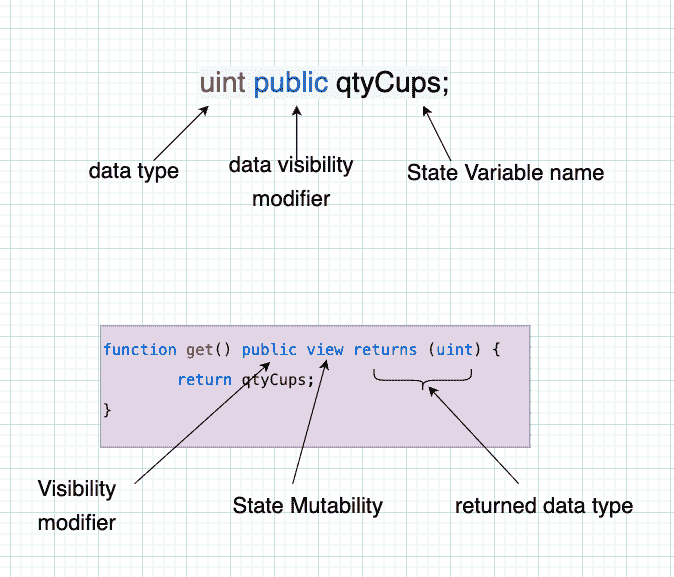 uint public qtyCups;
data type
data visibility
modifier
State Variable name
function get() public view returns (uint) {
return qtyCups;
}
Visibility
modifier
State Mutability
returned data type